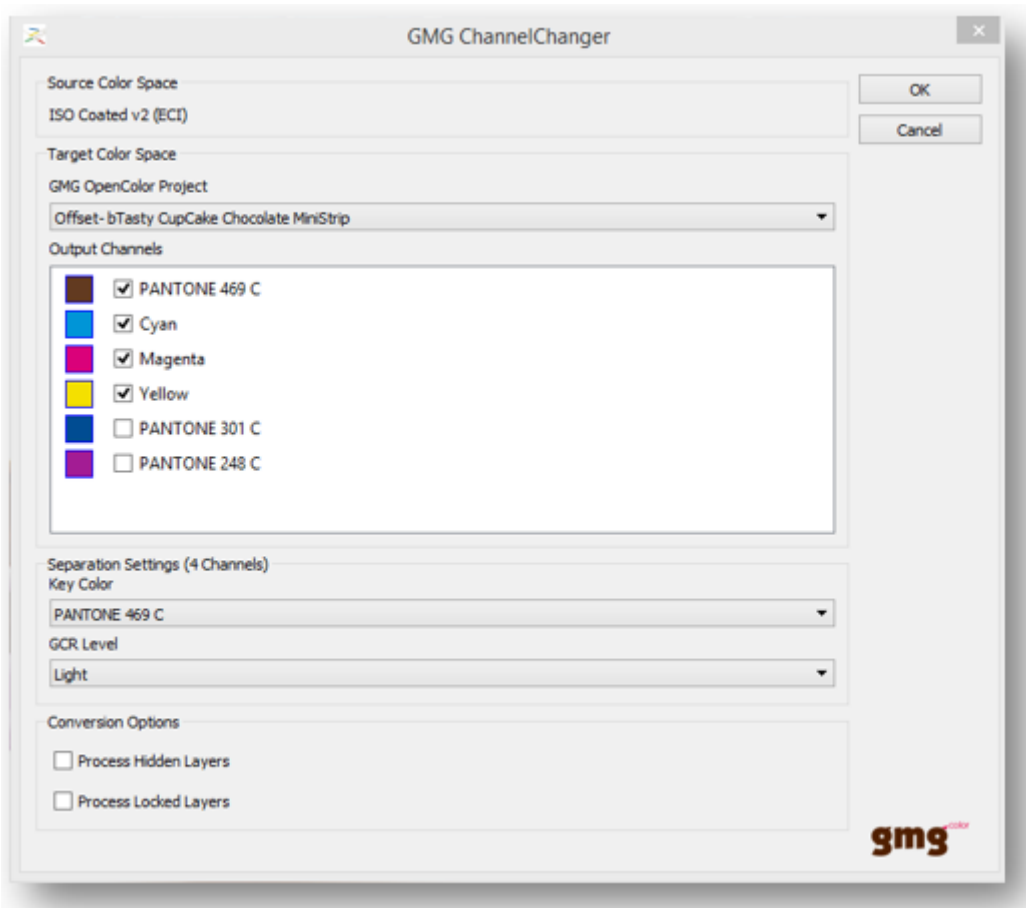 GMG ChannelChanger
Source Color Space
ISO Coated v2 (ECI)
OK
Cancel
Target Color Space
GMG OpenColor Project
Offset- bTasty CupCake Chocolate MiniStrip
Output Channels
PANTONE 469 C
Cyan
Magenta
Yellow
PANTONE 301 C
PANTONE 248 C
Separation Settings (4 Channels)
Key Color
PANTONE 469 C
GCR Level
Light
Conversion Options
Process Hidden Layers
Process Locked Layers
gmg color